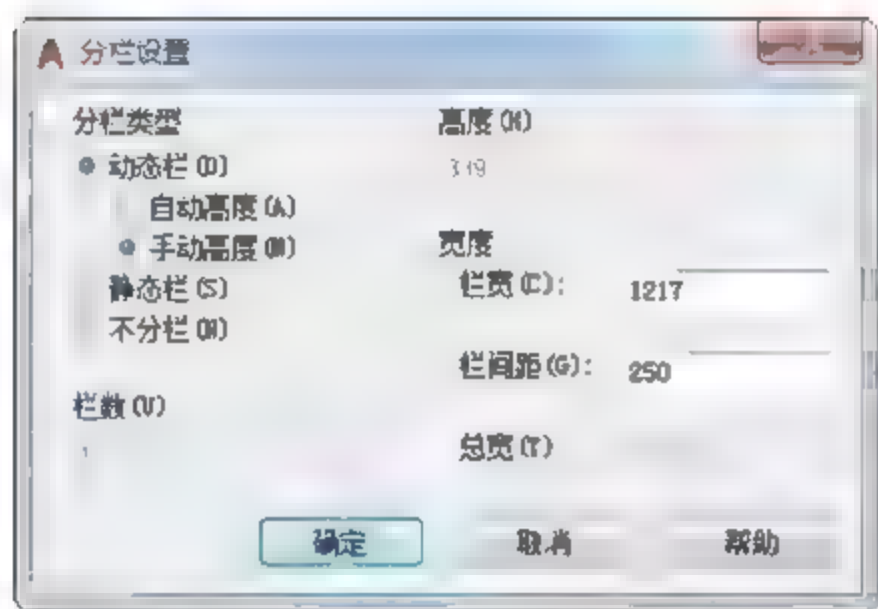 分栏设置
分栏类型
动态栏(D)
自动高度(A)
手动高度(M)
静态栏(S)
不分栏(N)
栏数(V)
1
高度(H)
宽度
栏宽(C): 1217
栏间距(G): 250
总宽(T)
确定 取消 帮助